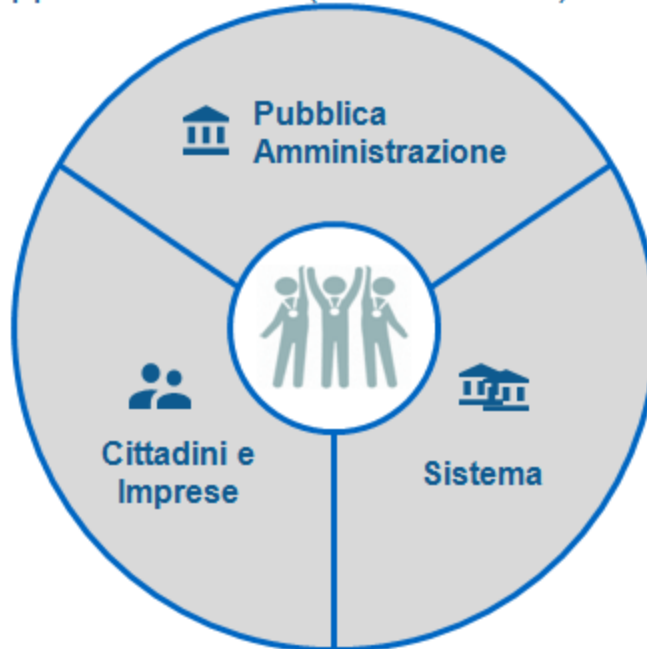 Pubblica
Amministrazione
Cittadini e
Imprese
Sistema